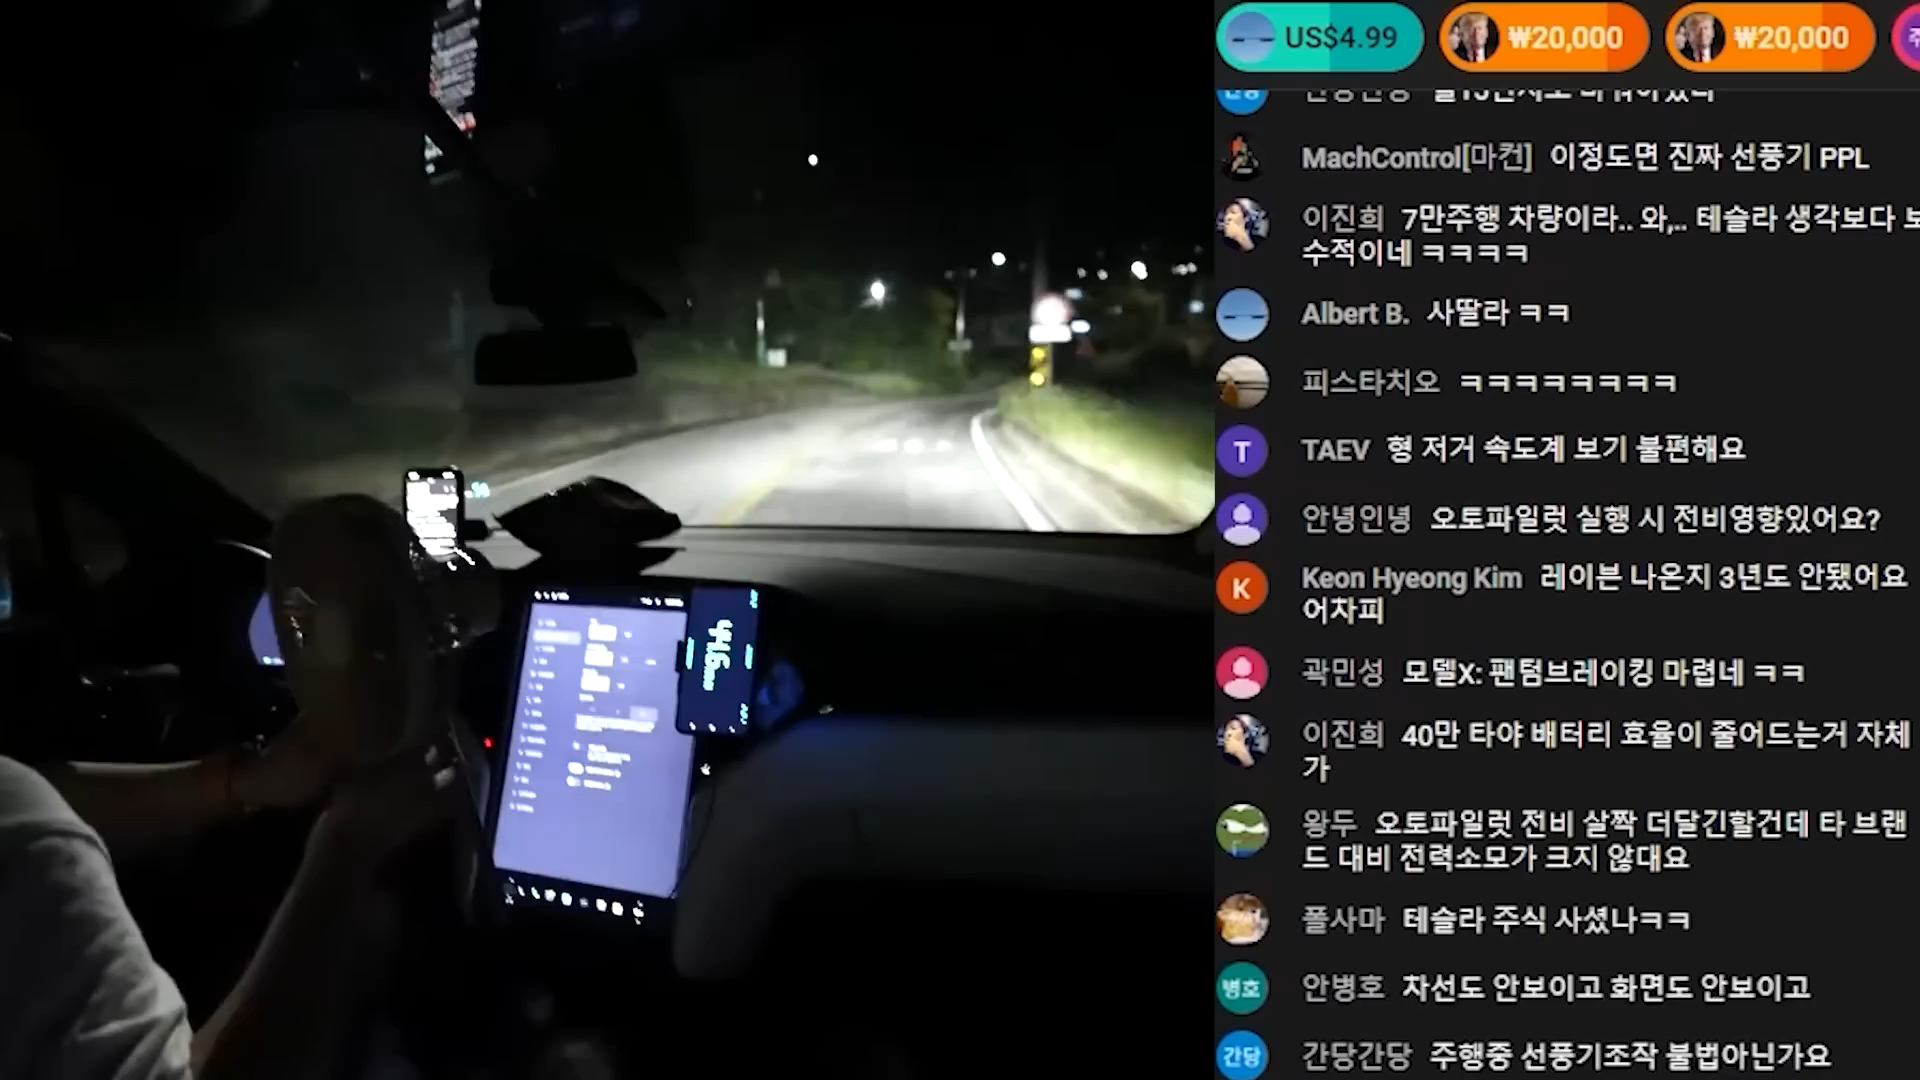 US$4.99
₩20,000
₩20,000
MachControl[마컨] 이정도면 진짜 선풍기 PPL
이진희 7만주행 차량이라.. 와,.. 테슬라 생각보다 보
수적이네 ㅋㅋㅋㅋ
Albert B. 사딸라 ㅋㅋ
피스타치오 ㅋㅋㅋㅋㅋㅋㅋㅋ
T
TAEV 형 저거 속도계 보기 불편해요
안녕인녕 오토파일럿 실행 시 전비영향있어요?
K
Keon Hyeong Kim 레이븐 나온지 3년도 안됐어요
어차피
곽민성 모델X: 팬텀브레이킹 마렵네 ㅋㅋ
이진희 40만 타야 배터리 효율이 줄어드는거 자체
가
왕두 오토파일럿 전비 살짝 더달긴할건데 타 브랜
드 대비 전력소모가 크지 않대요
폴사마 테슬라 주식 사셨나ㅋㅋ
병호
안병호 차선도 안보이고 화면도 안보이고
간당
간당간당 주행중 선풍기조작 불법아닌가요